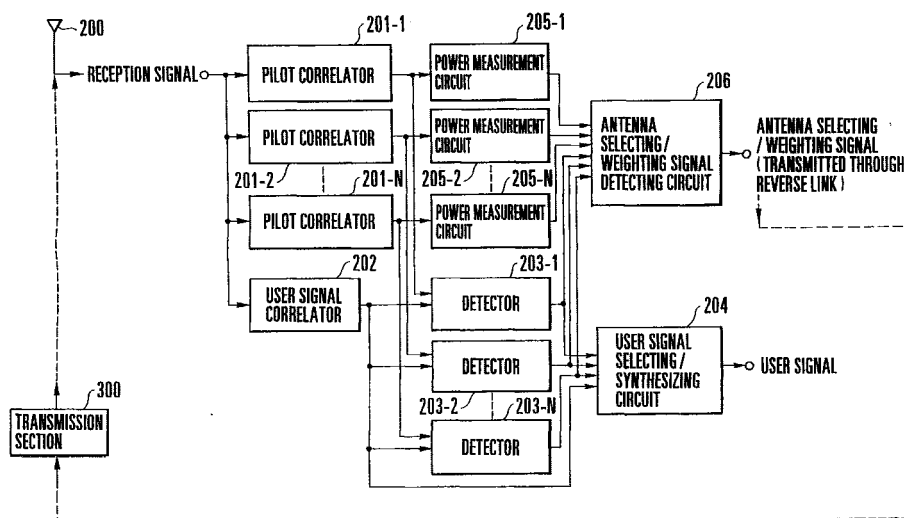 200
RECEPTION SIGNAL
201-1
PILOT CORRELATOR
PILOT CORRELATOR
201-2
201-N
PILOT CORRELATOR
202
USER SIGNAL
CORRELATOR
205-1
POWER MEASUREMENT
CIRCUIT
POWER MEASUREMENT
CIRCUIT
205-2
205-N
POWER MEASUREMENT
CIRCUIT
203-1
DETECTOR
DETECTOR
203-2
203-N
DETECTOR
206
ANTENNA
SELECTING/
WEIGHTING SIGNAL
DETECTING CIRCUIT
ANTENNA SELECTING
/ WEIGHTING SIGNAL
(TRANSMITTED THROUGH
REVERSE LINK)
204
USER SIGNAL
SELECTING/
SYNTHESIZING
CIRCUIT
USER SIGNAL
300
TRANSMISSION
SECTION